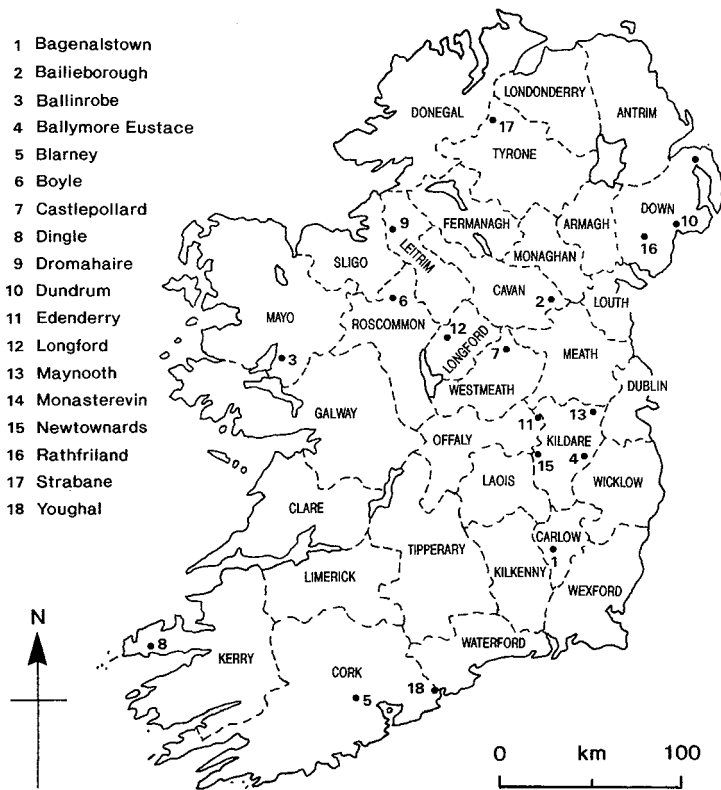 1 Bagenalstown
2 Bailieborough
3 Ballinrobe
4 Ballymore Eustace
5 Blarney
6 Boyle
7 Castlepollard
8 Dingle
9 Dromahaire
10 Dundrum
11 Edenderry
12 Longford
13 Maynooth
14 Monasterevin
15 Newtownards
16 Rathfriland
17 Strabane
18 Youghal
LONDONDERRY
DONEGAL
ANTRIM
17
TYRONE
DOWN
10
FERMANAGH
ARMAGH
9
16
MONAGHAN
LEITRIM
SLIGO
CAVAN
2
6
LOUTH
MAYO
ROSCOMMON
12
LONGFORD
3
7
MEATH
WESTMEATH
DUBLIN
GALWAY
13
11
OFFALY
KILDARE
15
4
LAOIS
WICKLOW
CLARE
CARLOW
TIPPERARY
1
LIMERICK
KILKENNY
WEXFORD
N
8
WATERFORD
KERRY
CORK
18
5
0 km 100